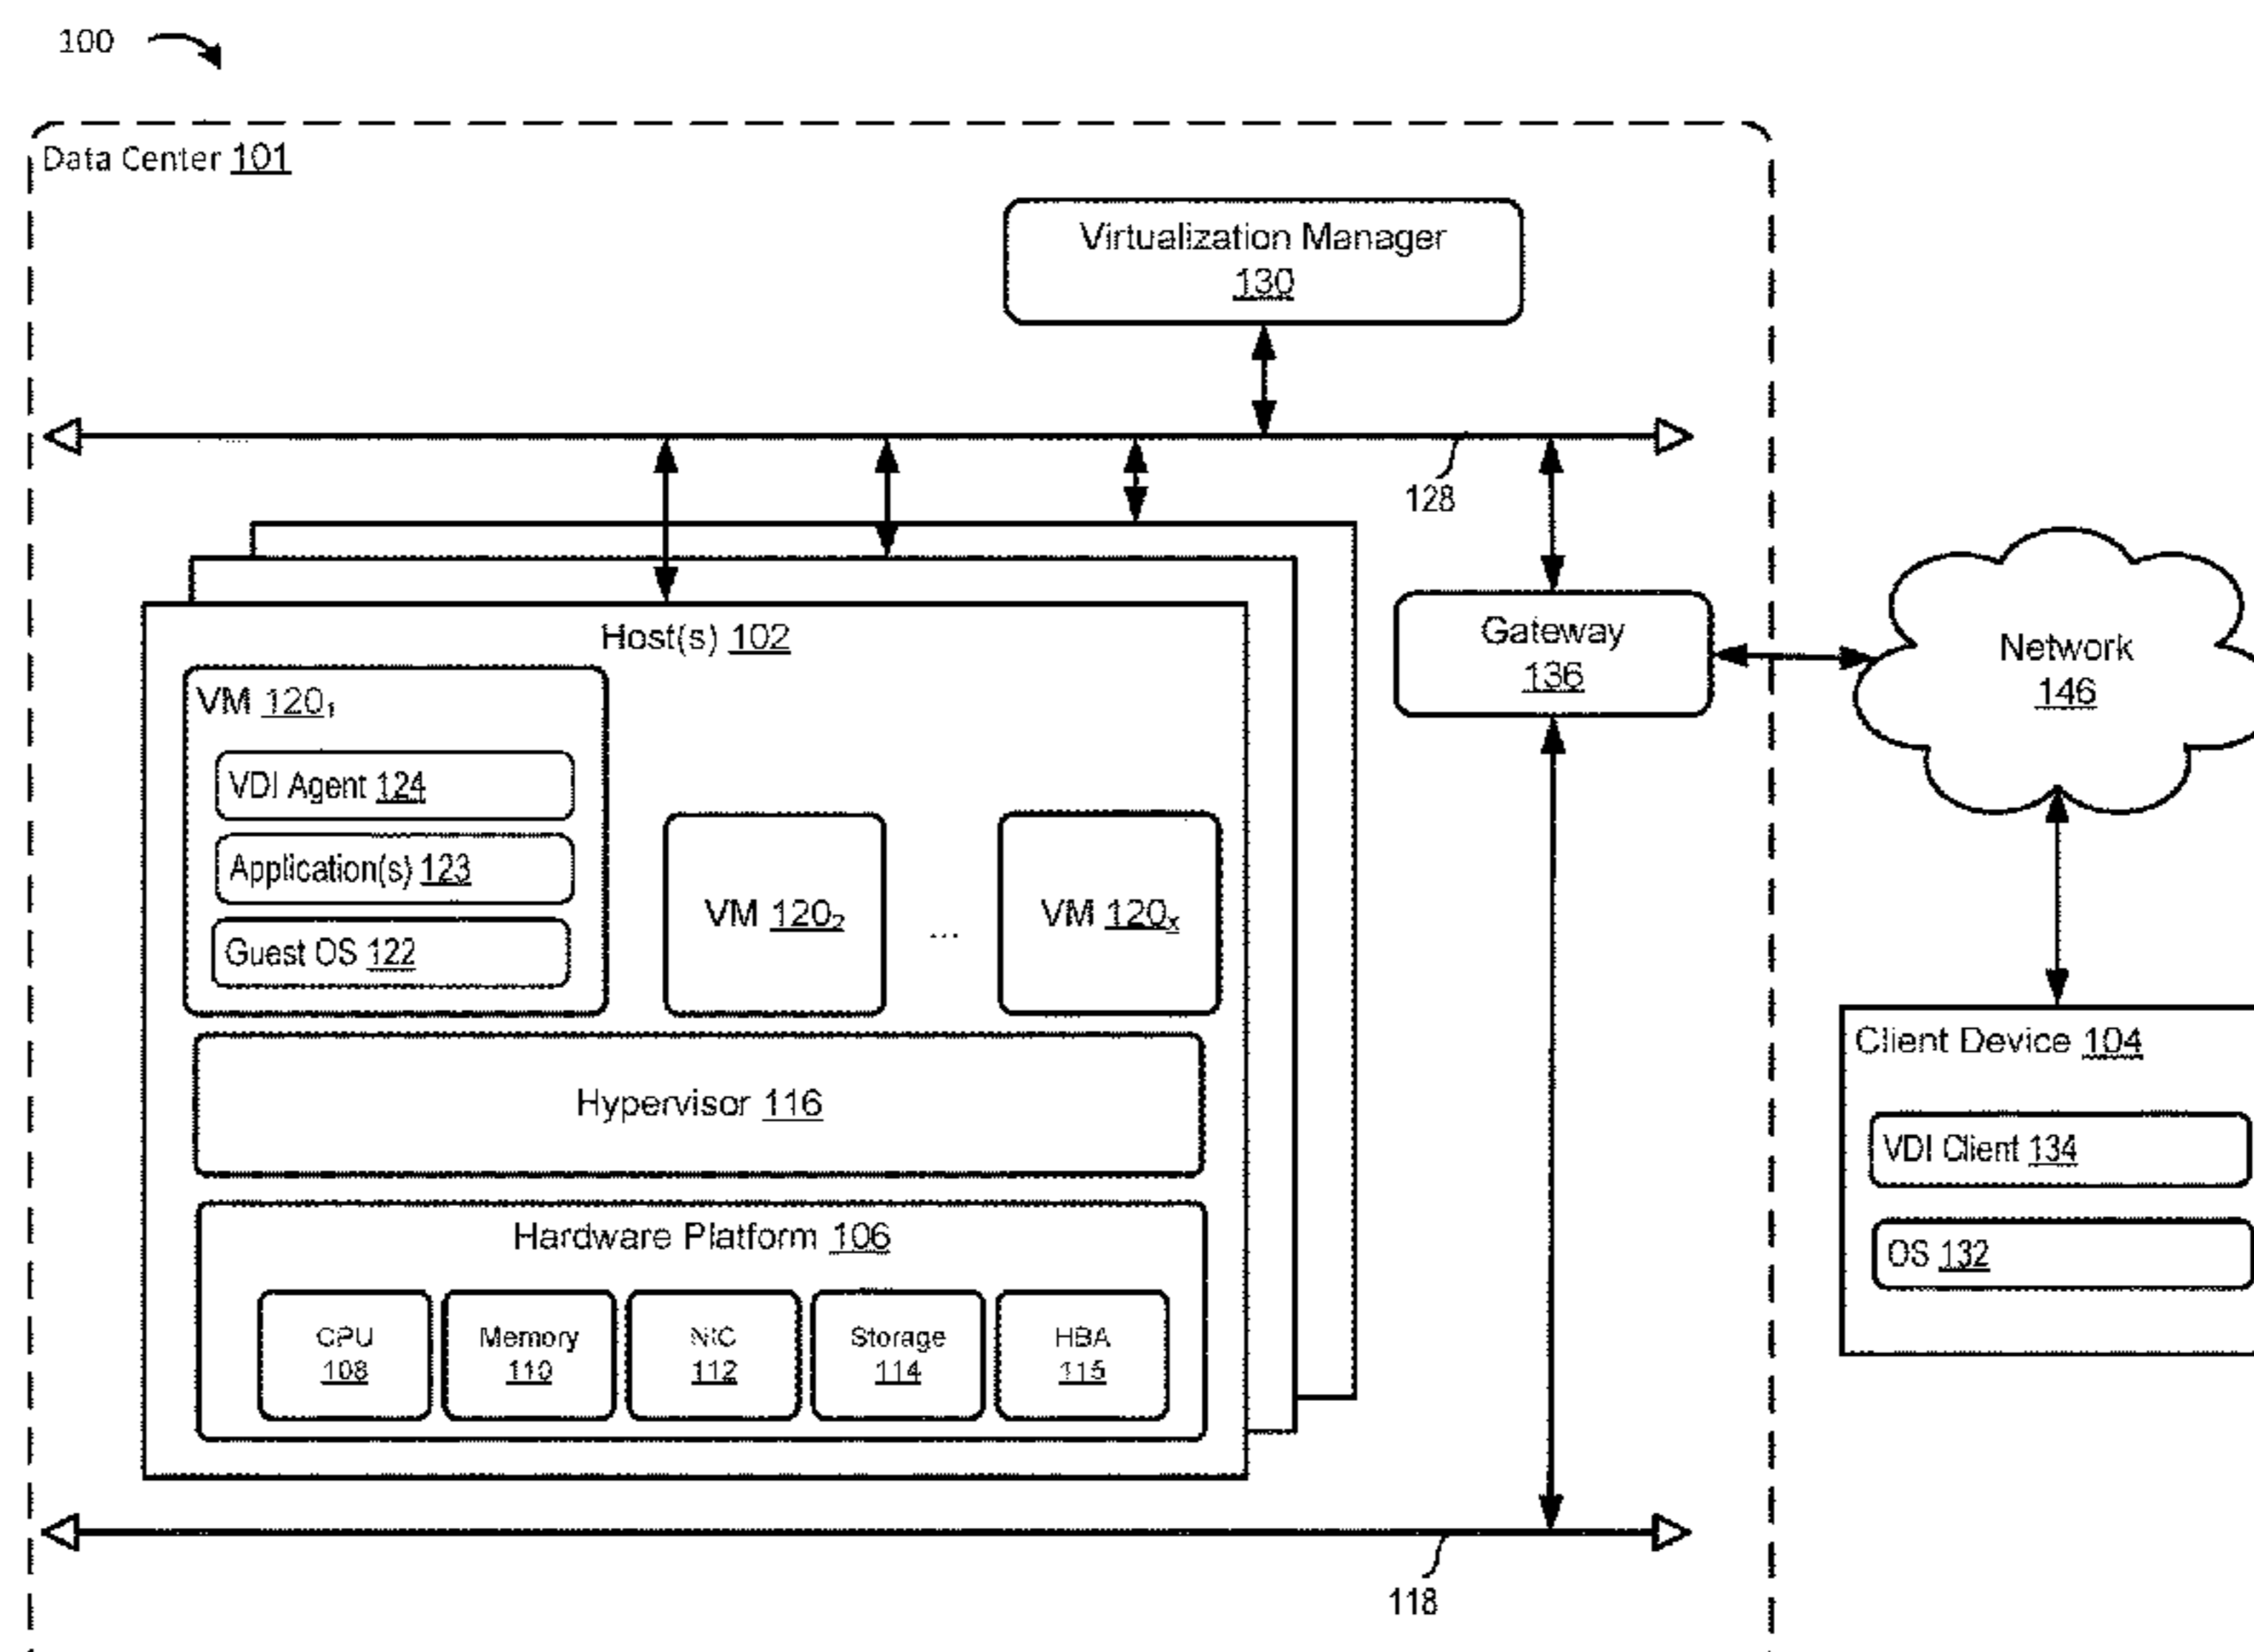 100
Data Center 101
Virtualization Manager
130
128
Host(s) 102
Gateway
136
Network
146
VM 120₁
VDI Agent 124
Application(s) 123
Guest OS 122
VM 120₂
...
VM 120ₓ
Client Device 104
VDI Client 134
OS 132
Hypervisor 116
Hardware Platform 106
CPU
108
Memory
110
NIC
112
Storage
114
HBA
115
118